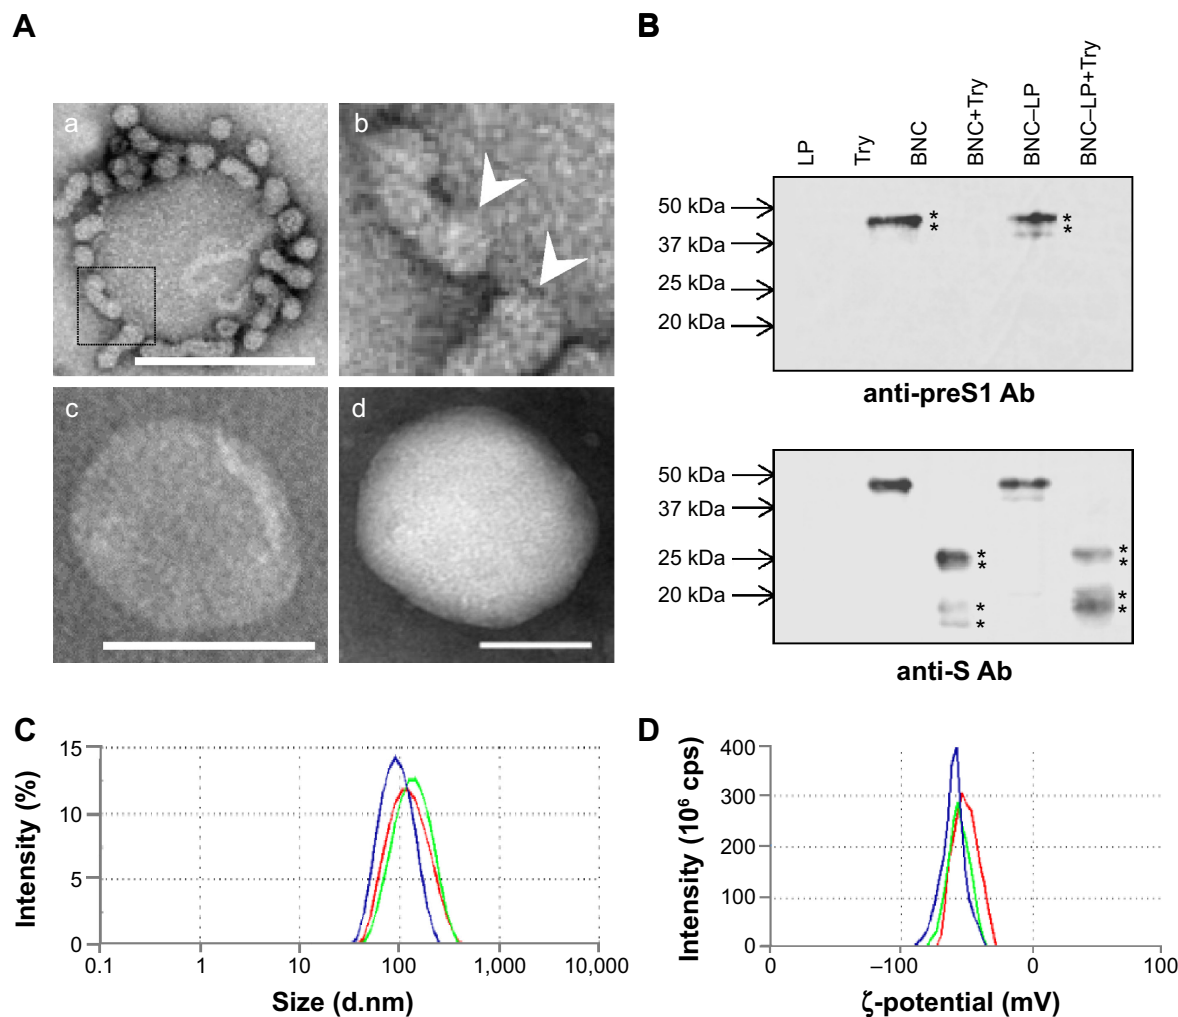 A
B
a
b
c
d
LP
Try
BNC
BNC+Try
BNC–LP
BNC–LP+Try
50 kDa
37 kDa
25 kDa
20 kDa
*
*
*
*
anti-preS1 Ab
50 kDa
37 kDa
25 kDa
20 kDa
*
*
*
*
*
*
*
*
anti-S Ab
C
Intensity (%)
15
10
5
0
0.1
1
10
100
1,000
10,000
Size (d.nm)
D
Intensity (10⁶ cps)
400
300
200
100
0
0
–100
0
100
ζ-potential (mV)